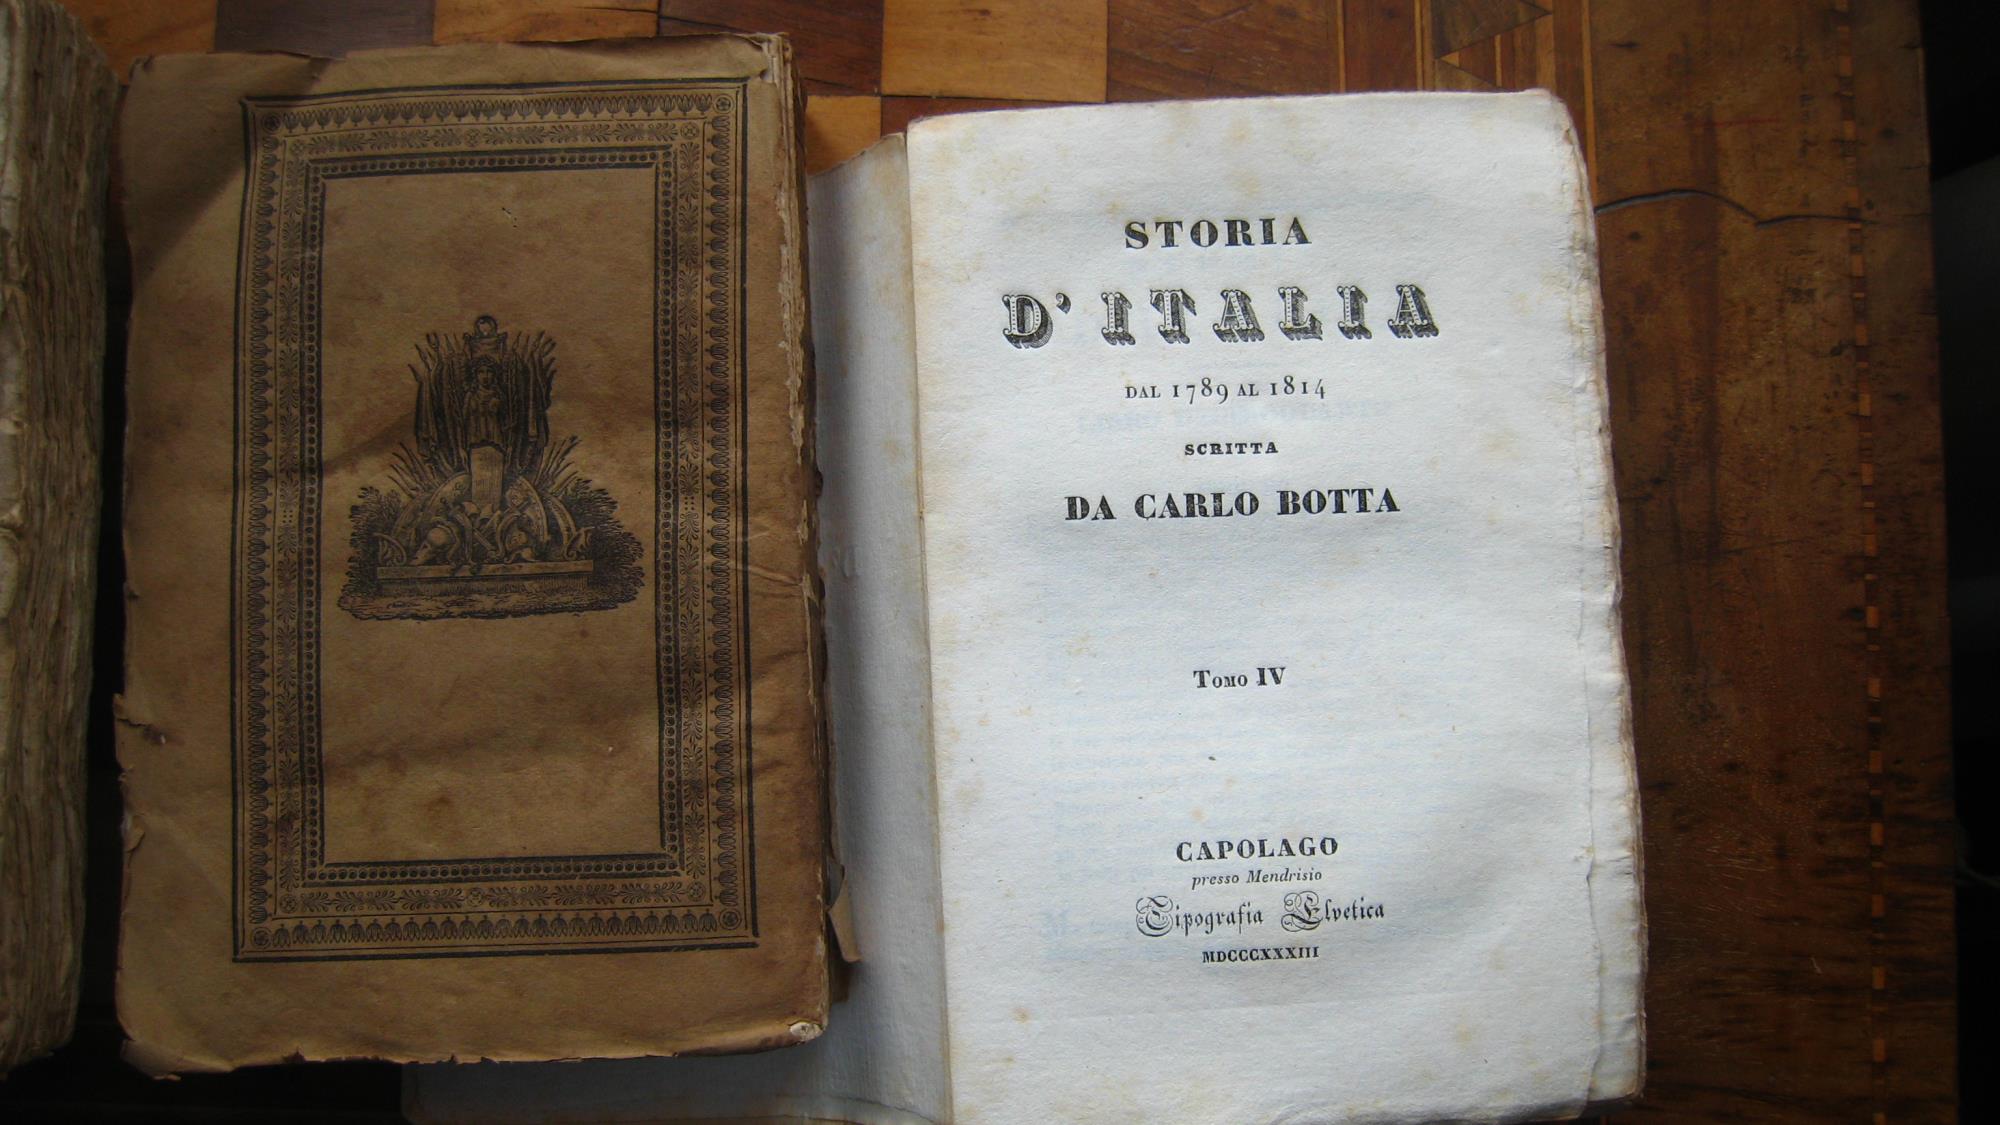 STORIA
D'ITALIA
DAL 1789 AL 1814
SCRITTA
DA CARLO BOTTA
Tomo IV
CAPOLAGO
presso Mendrisio
Tipografia Elvetica
MDCCCXXXIII